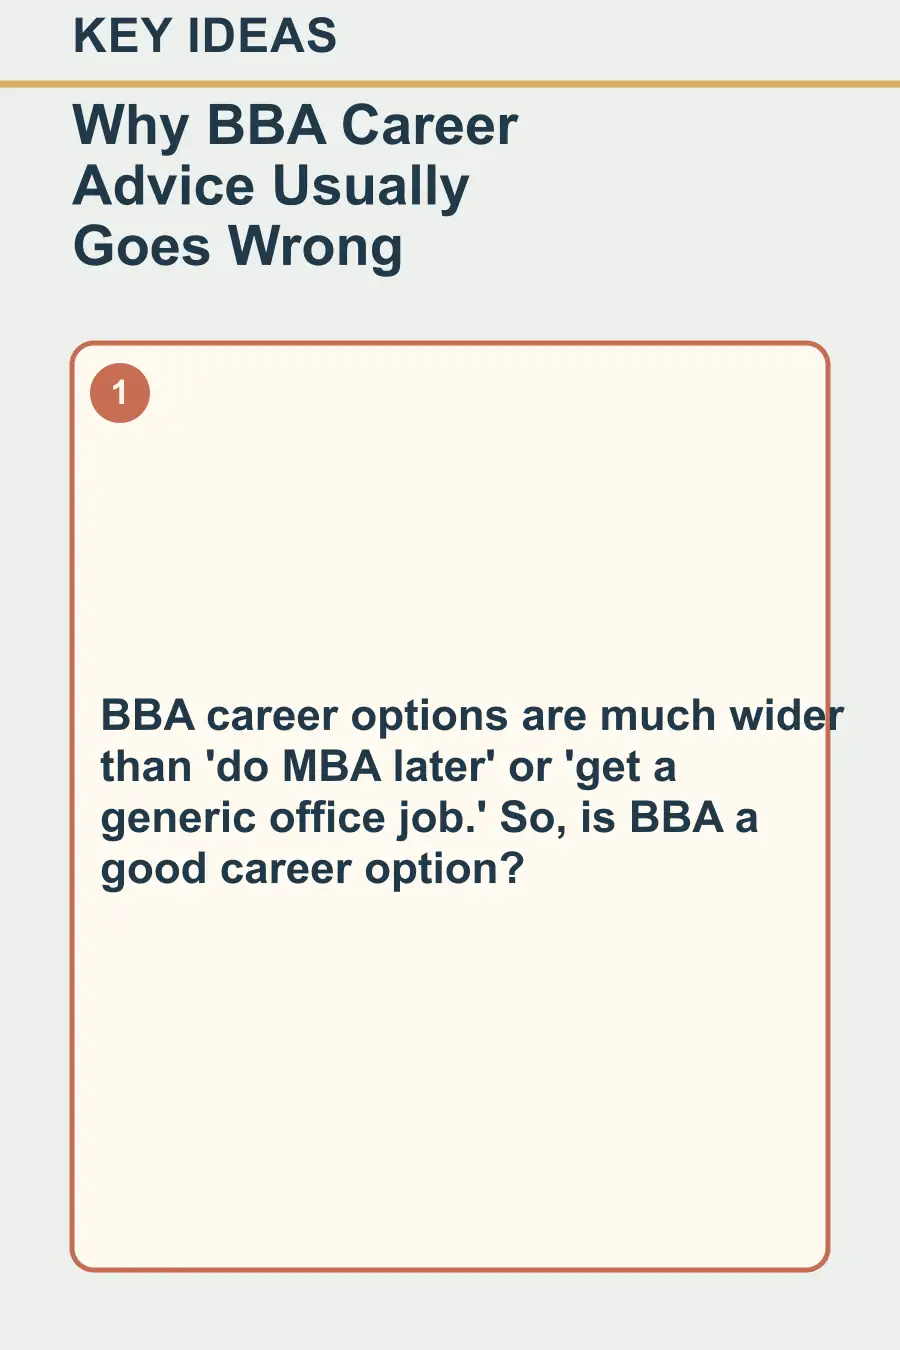 KEY IDEAS
Why BBA Career
Advice Usually
Goes Wrong
1
BBA career options are much wider
than 'do MBA later' or 'get a
generic office job.' So, is BBA a
good career option?